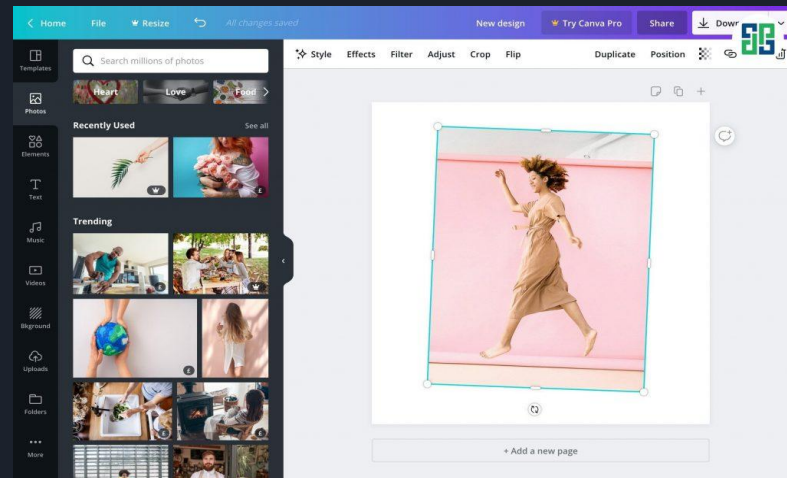 Home File Resize All changes saved New design Try Canva Pro Share
Search millions of photos
Style Effects Filter Adjust Crop Flip Duplicate Position
Templates
Heart Love Food
Photos
Recently Used See all
Elements
Text
Trending
Music
Videos
Bkground
Uploads
Folders
More
+ Add a new page